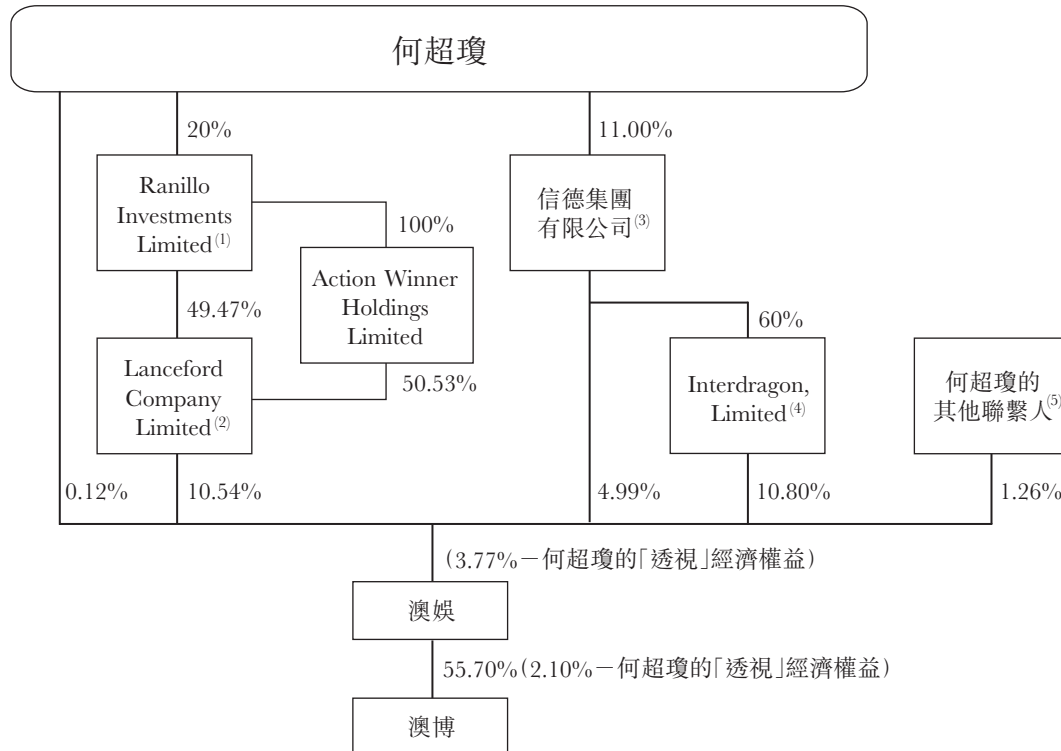 何超瓊
20%
11.00%
Ranillo
Investments
Limited(1)
100%
信德集團
有限公司(3)
Action Winner
Holdings
Limited
49.47%
60%
Lanceford
Company
Limited(2)
50.53%
Interdragon,
Limited(4)
何超瓊的
其他聯繫人(5)
0.12%
10.54%
4.99%
10.80%
1.26%
(3.77%－何超瓊的「透視」經濟權益)
澳娛
55.70%(2.10%－何超瓊的「透視」經濟權益)
澳博